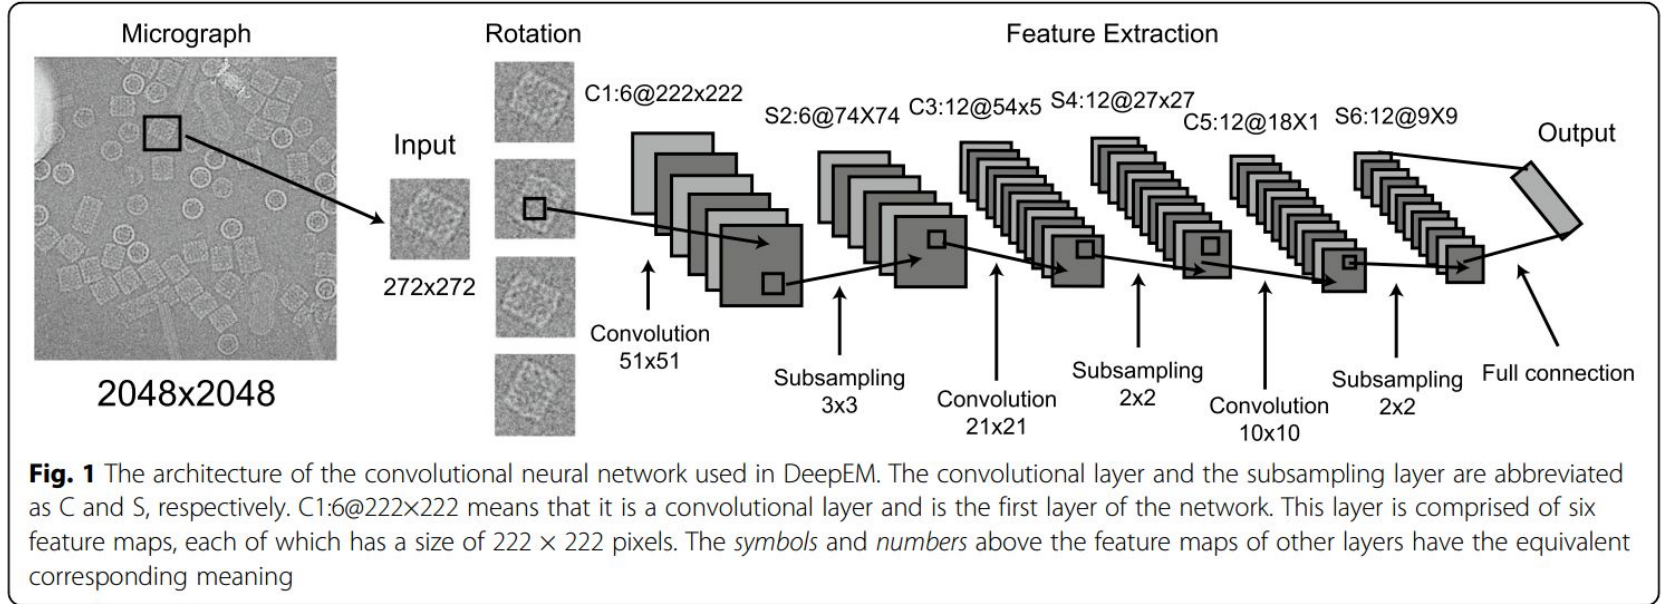 Micrograph
Rotation
Feature Extraction
C1:6@222x222
S2:6@74X74
C3:12@54x5
S4:12@27x27
C5:12@18X1
S6:12@9X9
Output
Input
272x272
2048x2048
Convolution
51x51
Subsampling
3x3
Convolution
21x21
Subsampling
2x2
Convolution
10x10
Subsampling
2x2
Full connection
Fig. 1 The architecture of the convolutional neural network used in DeepEM. The convolutional layer and the subsampling layer are abbreviated
as C and S, respectively. C1:6@222×222 means that it is a convolutional layer and is the first layer of the network. This layer is comprised of six
feature maps, each of which has a size of 222 × 222 pixels. The symbols and numbers above the feature maps of other layers have the equivalent
corresponding meaning